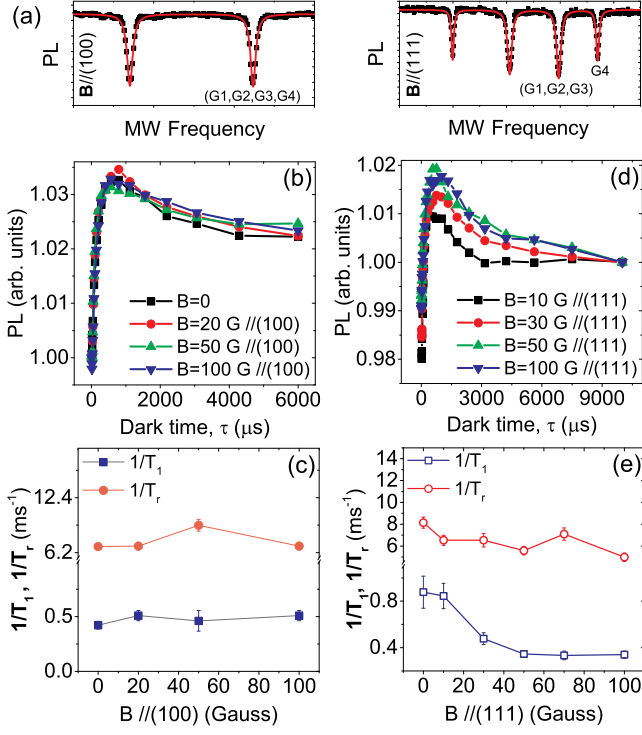 (a)
PL
B//(100)
(G1,G2,G3,G4)
MW Frequency
PL
B//(111)
(G1,G2,G3)
G4
MW Frequency
(b)
PL (arb. units)
1.03
1.02
1.01
1.00
B=0
B=20 G //(100)
B=50 G //(100)
B=100 G //(100)
0 2000 4000 6000
Dark time, τ (μs)
(d)
PL (arb. units)
1.02
1.01
1.00
0.99
0.98
B=10 G //(111)
B=30 G //(111)
B=50 G //(111)
B=100 G //(111)
0 3000 6000 9000
Dark time, τ (μs)
(c)
1/T₁, 1/Tᵣ (ms⁻¹)
1/T₁
1/Tᵣ
12.4
6.2
0.5
0.0
0 20 40 60 80 100
B //(100) (Gauss)
(e)
1/T₁, 1/Tᵣ (ms⁻¹)
1/T₁
1/Tᵣ
14
12
10
8
6
0.8
0.4
0 20 40 60 80 100
B //(111) (Gauss)